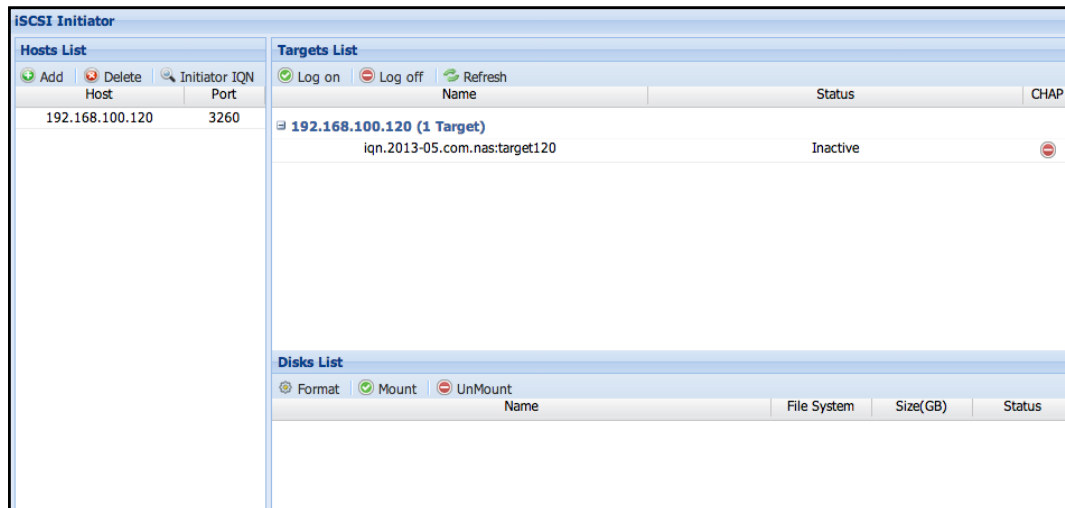 iSCSI Initiator
Hosts List
Add Delete Initiator IQN
Host Port
192.168.100.120 3260
Targets List
Log on Log off Refresh
Name Status CHAP
192.168.100.120 (1 Target)
iqn.2013-05.com.nas:target120 Inactive
Disks List
Format Mount UnMount
Name File System Size(GB) Status